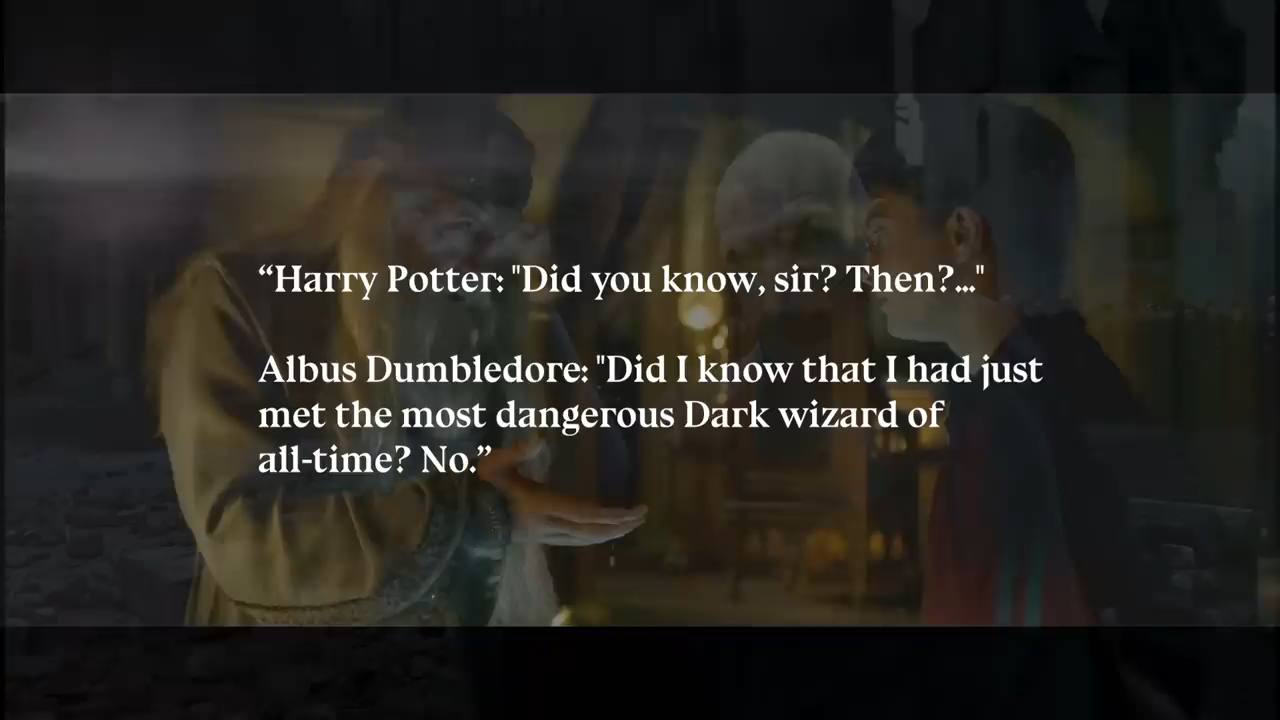 “Harry Potter: "Did you know, sir? Then?..."
Albus Dumbledore: "Did I know that I had just
met the most dangerous Dark wizard of
all-time? No.”